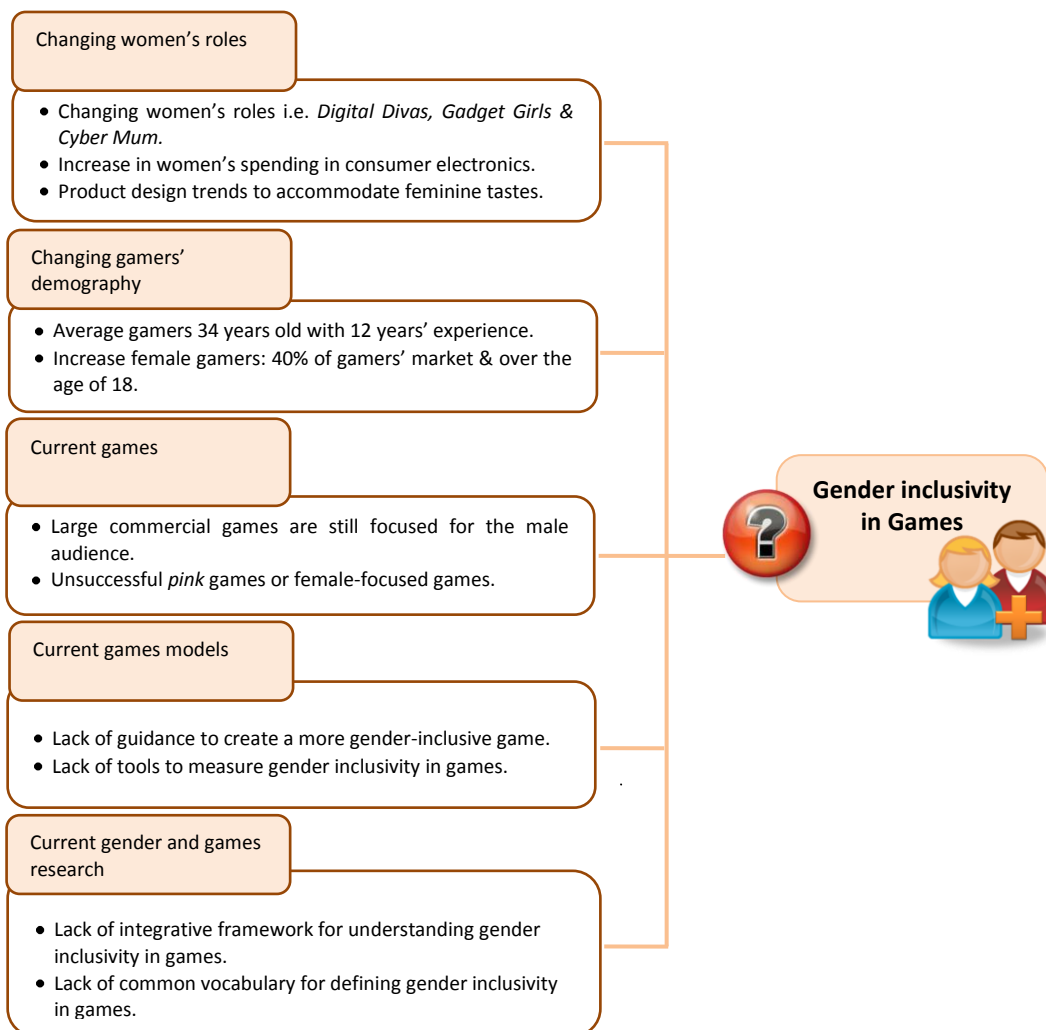 Changing women’s roles
• Changing women’s roles i.e. Digital Divas, Gadget Girls &
Cyber Mum.
• Increase in women’s spending in consumer electronics.
• Product design trends to accommodate feminine tastes.
Changing gamers’
demography
• Average gamers 34 years old with 12 years’ experience.
• Increase female gamers: 40% of gamers’ market & over the
age of 18.
Current games
• Large commercial games are still focused for the male
audience.
• Unsuccessful pink games or female-focused games.
Current games models
• Lack of guidance to create a more gender-inclusive game.
• Lack of tools to measure gender inclusivity in games.
.
Current gender and games
research
• Lack of integrative framework for understanding gender
inclusivity in games.
• Lack of common vocabulary for defining gender inclusivity
in games.
?
Gender inclusivity
in Games